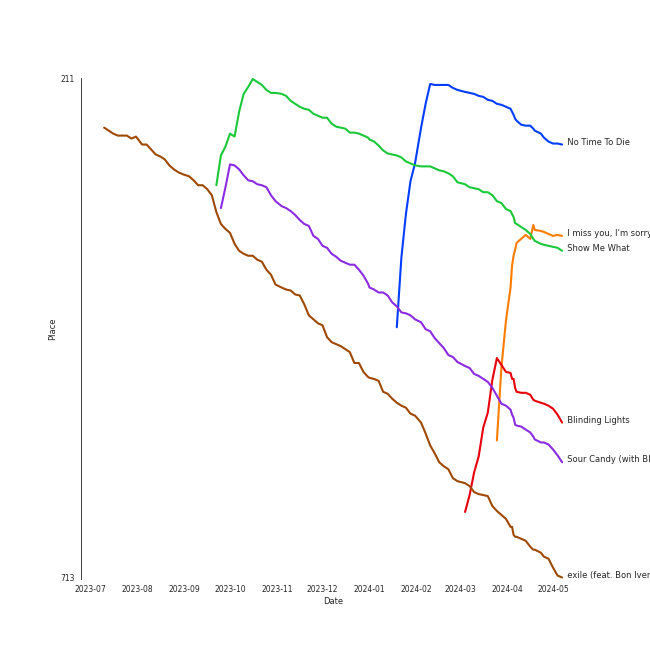 211
No Time To Die
I miss you, I'm sorry
Show Me What
Place
Blinding Lights
Sour Candy (with Bl
exile (feat. Bon Iver
713
2023-07 2023-08 2023-09 2023-10 2023-11 2023-12 2024-01 2024-02 2024-03 2024-04 2024-05
Date